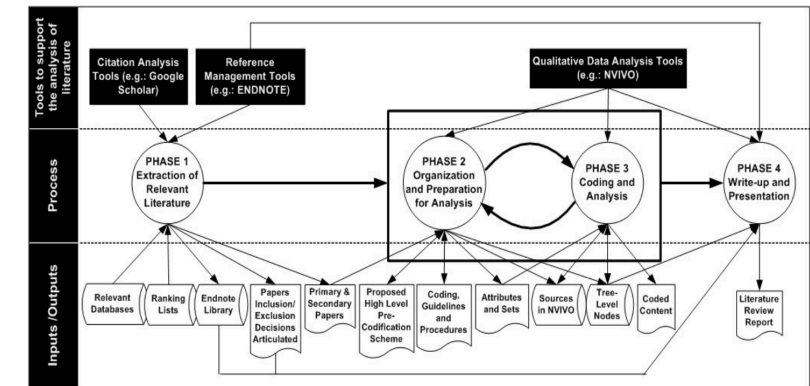 Tools to support
the analysis of
literature
Citation Analysis
Tools (e.g.: Google
Scholar)
Reference
Management Tools
(e.g.: ENDNOTE)
Qualitative Data Analysis Tools
(e.g.: NVIVO)
Process
PHASE 1
Extraction of
Relevant
Literature
PHASE 2
Organization
and Preparation
for Analysis
PHASE 3
Coding and
Analysis
PHASE 4
Write-up and
Presentation
Inputs /Outputs
Relevant
Databases
Ranking
Lists
Endnote
Library
Papers
Inclusion/
Exclusion
Decisions
Articulated
Primary &
Secondary
Papers
Proposed
High Level
Pre-
Codification
Scheme
Coding,
Guidelines
and
Procedures
Attributes
and Sets
Sources
in NVIVO
Tree-
Level
Nodes
Coded
Content
Literature
Review
Report